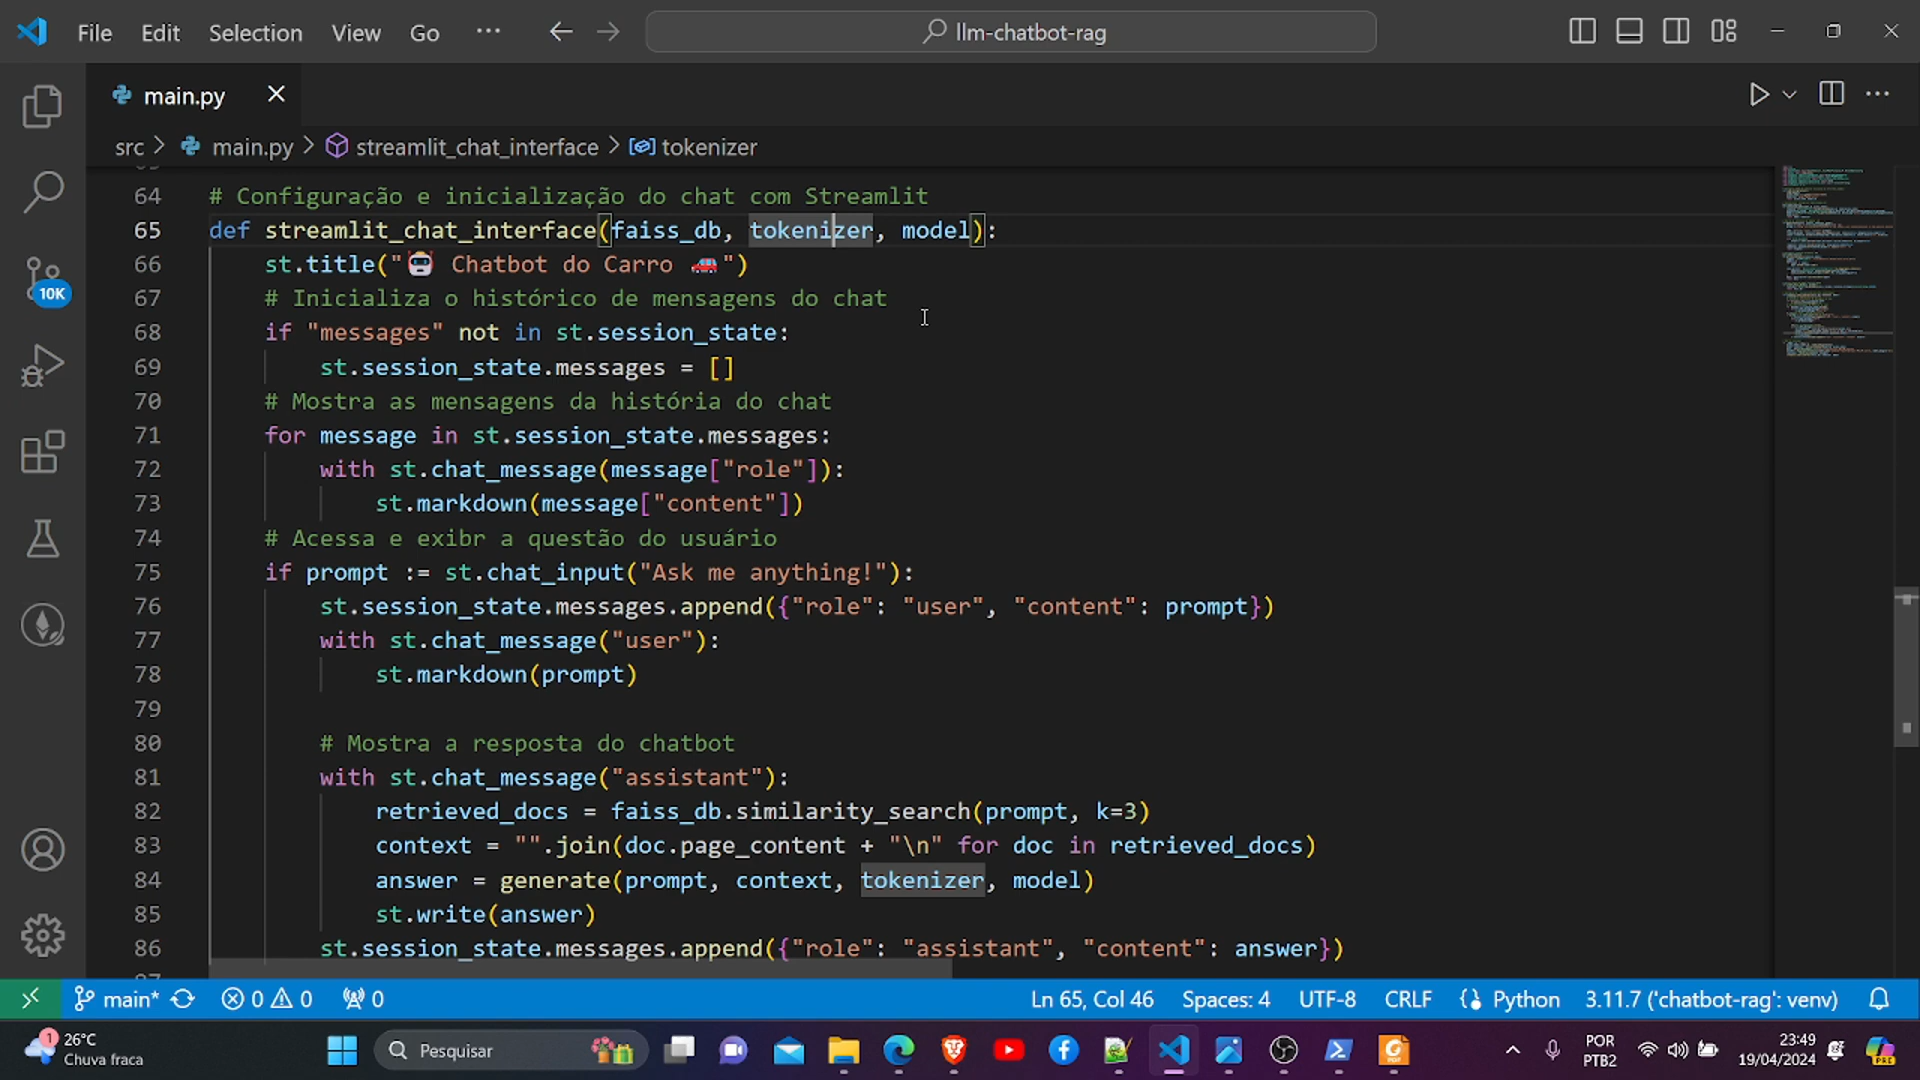 File Edit Selection View Go ··· llm-chatbot-rag
main.py
src > main.py > streamlit_chat_interface > tokenizer
64 # Configuração e inicialização do chat com Streamlit
65 def streamlit_chat_interface(faiss_db, tokenizer, model):
66 st.title("🤖 Chatbot do Carro 🚗")
67 # Inicializa o histórico de mensagens do chat
68 if "messages" not in st.session_state:
69 st.session_state.messages = []
70 # Mostra as mensagens da história do chat
71 for message in st.session_state.messages:
72 with st.chat_message(message["role"]):
73 st.markdown(message["content"])
74 # Acessa e exibr a questão do usuário
75 if prompt := st.chat_input("Ask me anything!"):
76 st.session_state.messages.append({"role": "user", "content": prompt})
77 with st.chat_message("user"):
78 st.markdown(prompt)
79
80 # Mostra a resposta do chatbot
81 with st.chat_message("assistant"):
82 retrieved_docs = faiss_db.similarity_search(prompt, k=3)
83 context = "".join(doc.page_content + "\n" for doc in retrieved_docs)
84 answer = generate(prompt, context, tokenizer, model)
85 st.write(answer)
86 st.session_state.messages.append({"role": "assistant", "content": answer})
10K
main* 0 0 0 Ln 65, Col 46 Spaces: 4 UTF-8 CRLF Python 3.11.7 ('chatbot-rag': venv)
1 26°C
Chuva fraca
Pesquisar
POR
PTB2
23:49
19/04/2024